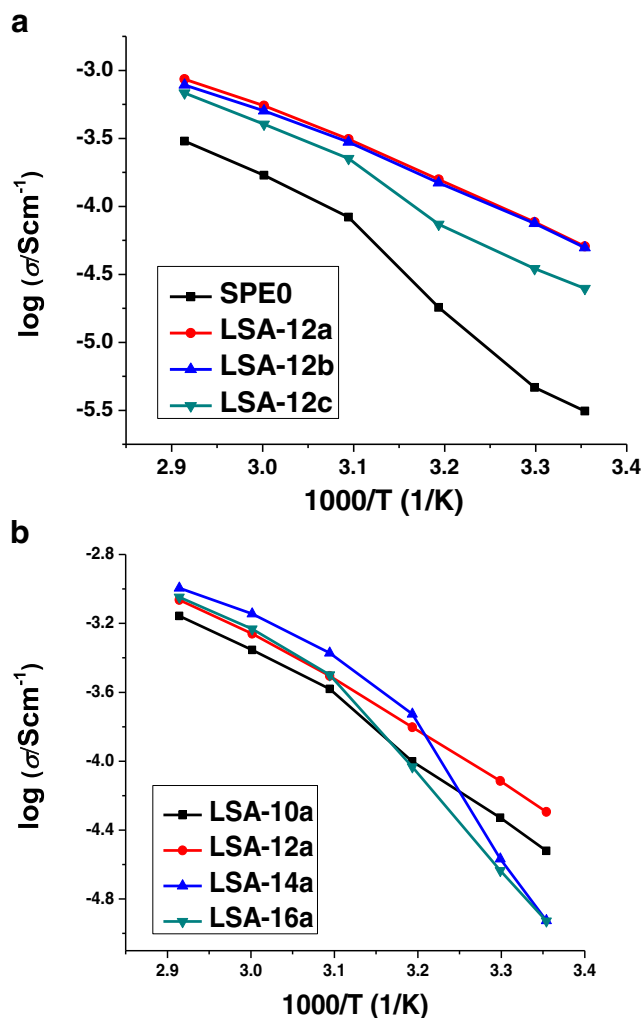 a
-3.0
-3.5
-4.0
-4.5
-5.0
-5.5
log (σ/Scm⁻¹)
SPE0
LSA-12a
LSA-12b
LSA-12c
2.9 3.0 3.1 3.2 3.3 3.4
1000/T (1/K)
b
-2.8
-3.2
-3.6
-4.0
-4.4
-4.8
log (σ/Scm⁻¹)
LSA-10a
LSA-12a
LSA-14a
LSA-16a
2.9 3.0 3.1 3.2 3.3 3.4
1000/T (1/K)